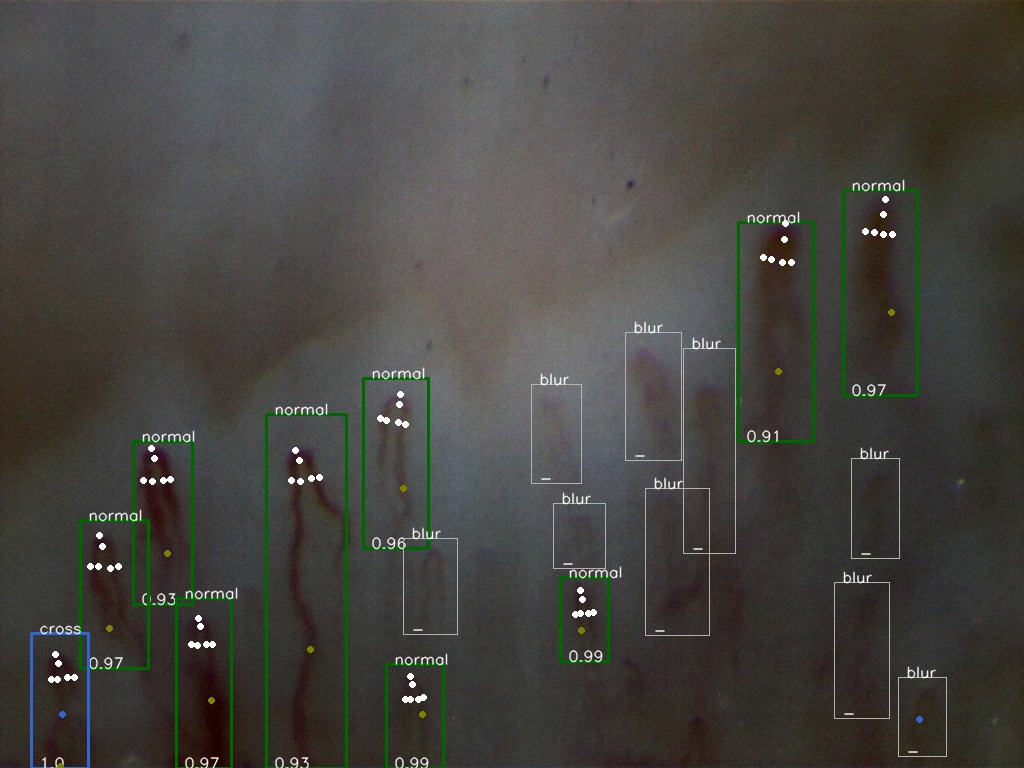 normal
normal
0.97
normal
0.91
blur
blur
blur
normal
0.96
normal
0.93
normal
0.93
blur
–
blur
–
blur
–
–
blur
–
normal
0.97
blur
–
normal
0.99
blur
–
normal
0.97
cross
1.0
normal
0.99
blur
–
blur
–
–